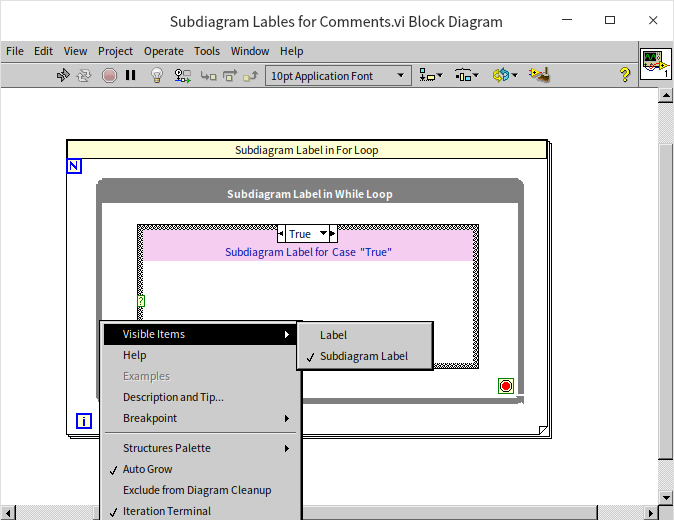 Subdiagram Lables for Comments.vi Block Diagram
File Edit View Project Operate Tools Window Help
10pt Application Font
?
1
Subdiagram Label in For Loop
N
Subdiagram Label in While Loop
True
Subdiagram Label for Case "True"
?
Visible Items
Label
Subdiagram Label
Help
Examples
Description and Tip...
Breakpoint
i
Structures Palette
Auto Grow
Exclude from Diagram Cleanup
Iteration Terminal